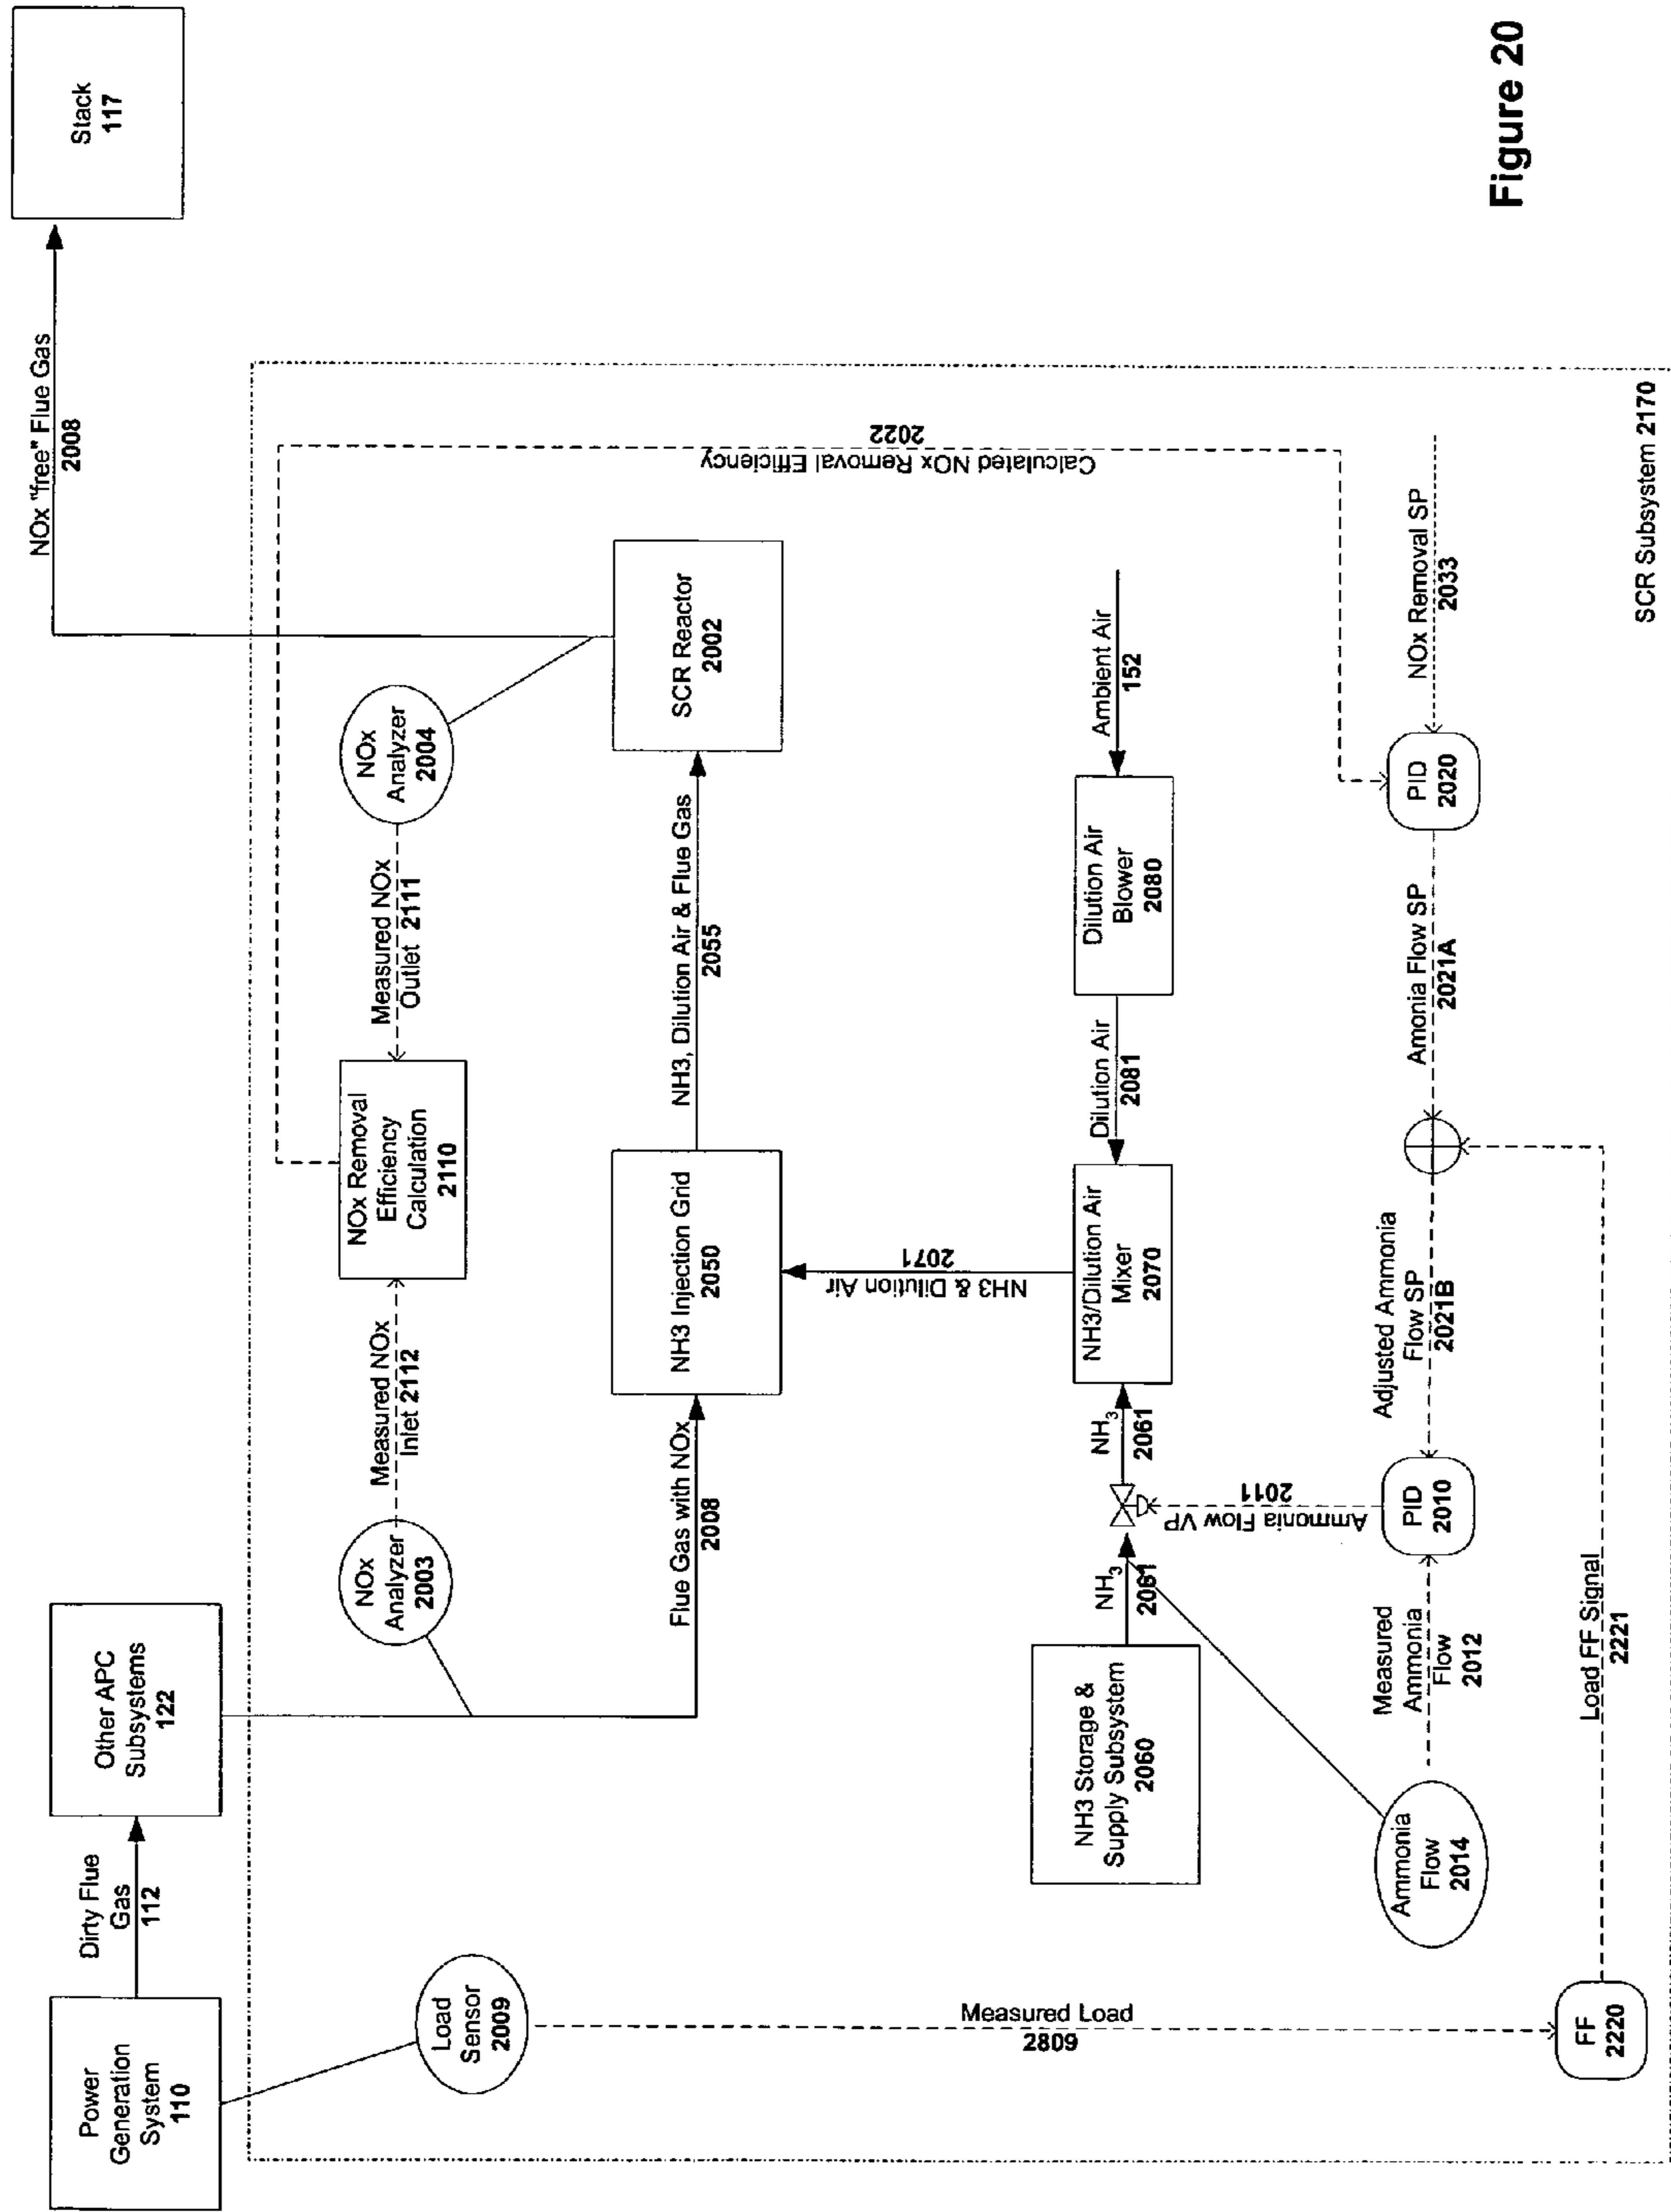 Power
Generation
System
110
Dirty Flue
Gas
112
Other APC
Subsystems
122
NOx "free" Flue Gas
2008
Stack
117
Load
Sensor
2009
NOx
Analyzer
2003
Measured NOx
Inlet 2112
NOx Removal
Efficiency
Calculation
2110
Measured NOx
Outlet 2111
NOx
Analyzer
2004
Flue Gas with NOx
2008
NH3 Injection Grid
2050
NH3, Dilution Air & Flue Gas
2055
SCR Reactor
2002
Calculated NOx Removal Efficiency
2022
NH3 & Dilution Air
2071
Measured Load
2809
NH3 Storage &
Supply Subsystem
2060
NH3
2061
NH3
2061
NH3/Dilution Air
Mixer
2070
Dilution Air
2081
Dilution Air
Blower
2080
Ambient Air
152
Ammonia Flow VP
2011
Ammonia
Flow
2014
Measured
Ammonia
Flow
2012
PID
2010
Adjusted Ammonia
Flow SP
2021B
Amonia Flow SP
2021A
PID
2020
NOx Removal SP
2033
FF
2220
Load FF Signal
2221
SCR Subsystem 2170
Figure 20